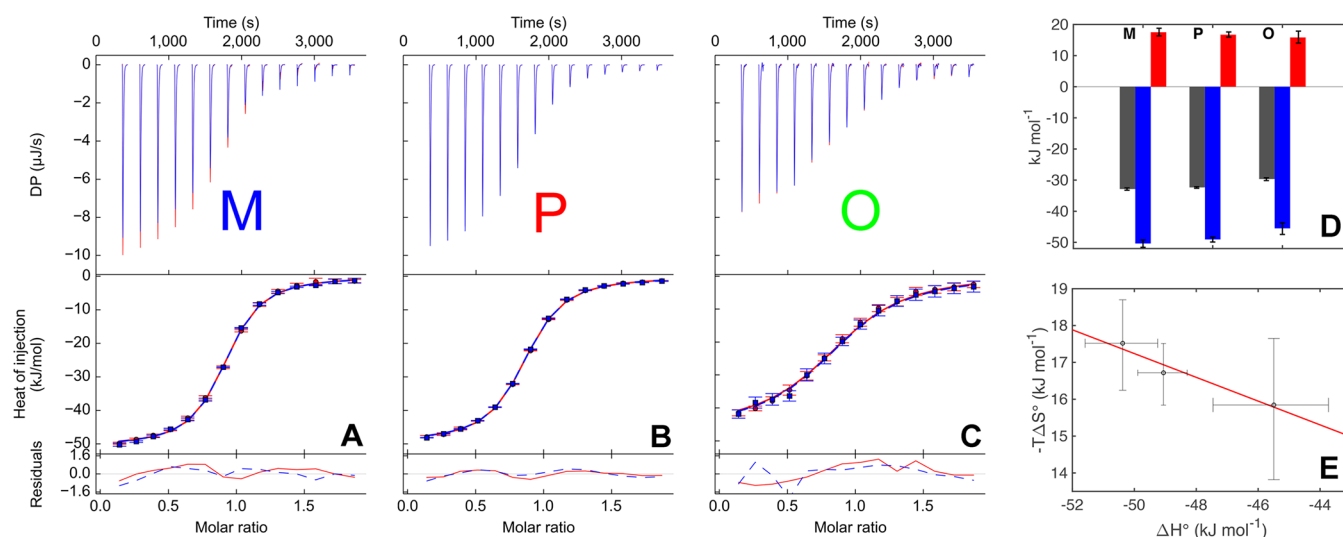 Time (s)
0 1,000 2,000 3,000
0
−2
−4
−6
−8
−10
DP (µJ/s)
M
0
−10
−20
−30
−40
−50
Heat of injection
(kJ/mol)
A
1.6
0.0
−1.6
Residuals
0.0 0.5 1.0 1.5
Molar ratio
Time (s)
0 1,000 2,000 3,000
P
B
0.0 0.5 1.0 1.5
Molar ratio
Time (s)
0 1,000 2,000 3,000
O
C
0.0 0.5 1.0 1.5
Molar ratio
20
10
0
-10
-20
-30
-40
-50
kJ mol⁻¹
M P O
D
19
18
17
16
15
14
13
-TΔS° (kJ mol⁻¹)
E
-52 -50 -48 -46 -44
ΔH° (kJ mol⁻¹)